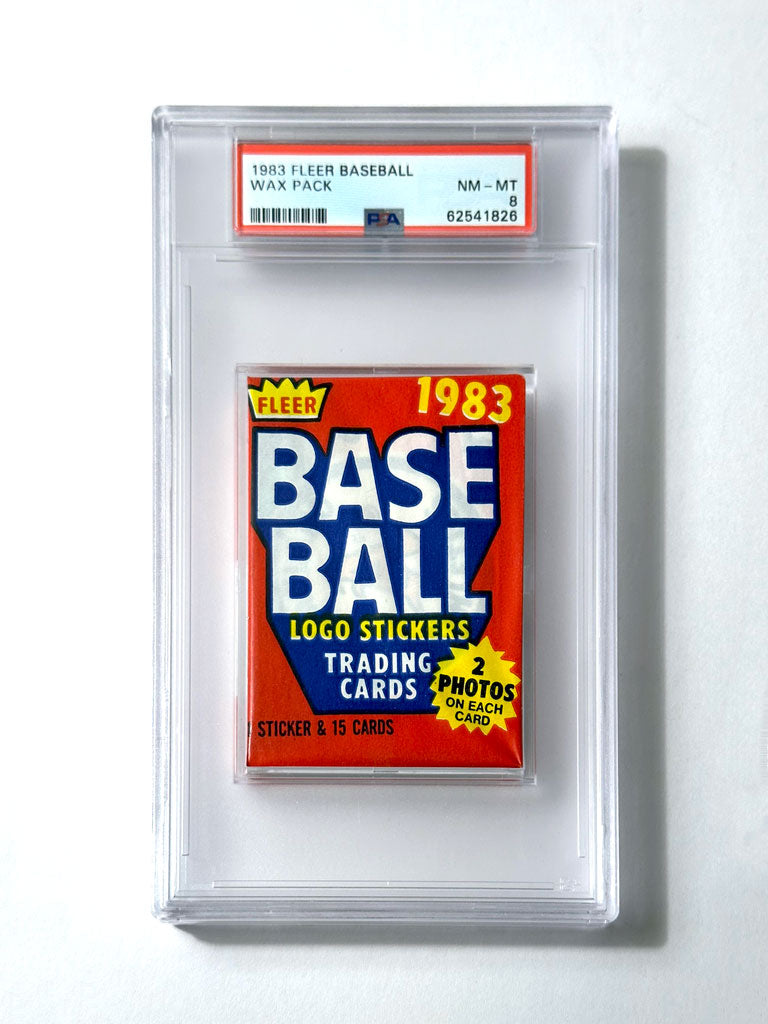 1983 FLEER BASEBALL
WAX PACK NM - MT
8
PSA 62541826
FLEER 1983
BASE
BALL
LOGO STICKERS
TRADING
CARDS
2
PHOTOS
ON EACH
CARD
1 STICKER & 15 CARDS